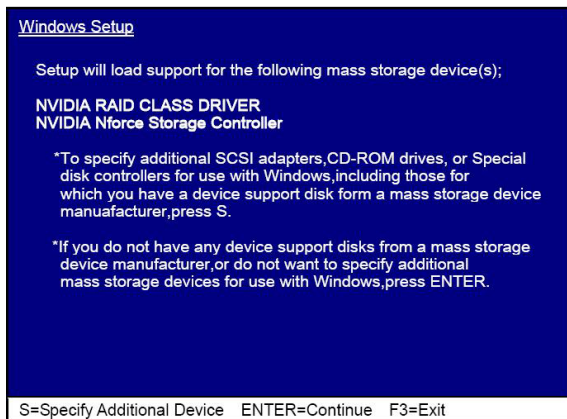 Windows Setup
Setup will load support for the following mass storage device(s);
NVIDIA RAID CLASS DRIVER
NVIDIA Nforce Storage Controller
*To specify additional SCSI adapters,CD-ROM drives, or Special
disk controllers for use with Windows,including those for
which you have a device support disk form a mass storage device
manuafacturer,press S.
*If you do not have any device support disks from a mass storage
device manufacturer,or do not want to specify additional
mass storage devices for use with Windows,press ENTER.
S=Specify Additional Device ENTER=Continue F3=Exit